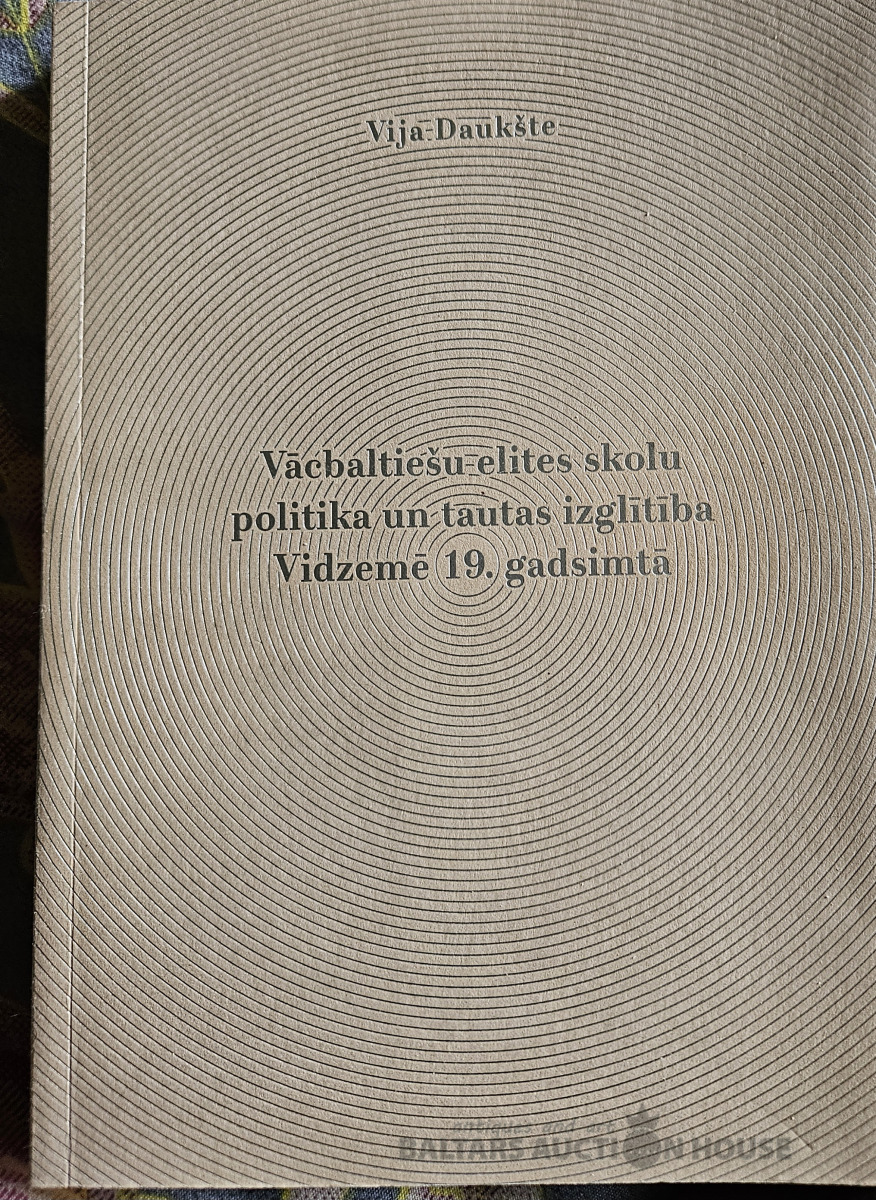 Vija Daukšte
Vācbaltiešu elites skolu
politika un tautas izglītība
Vidzemē 19. gadsimtā
antiques and art
BALTARS AUCTION HOUSE